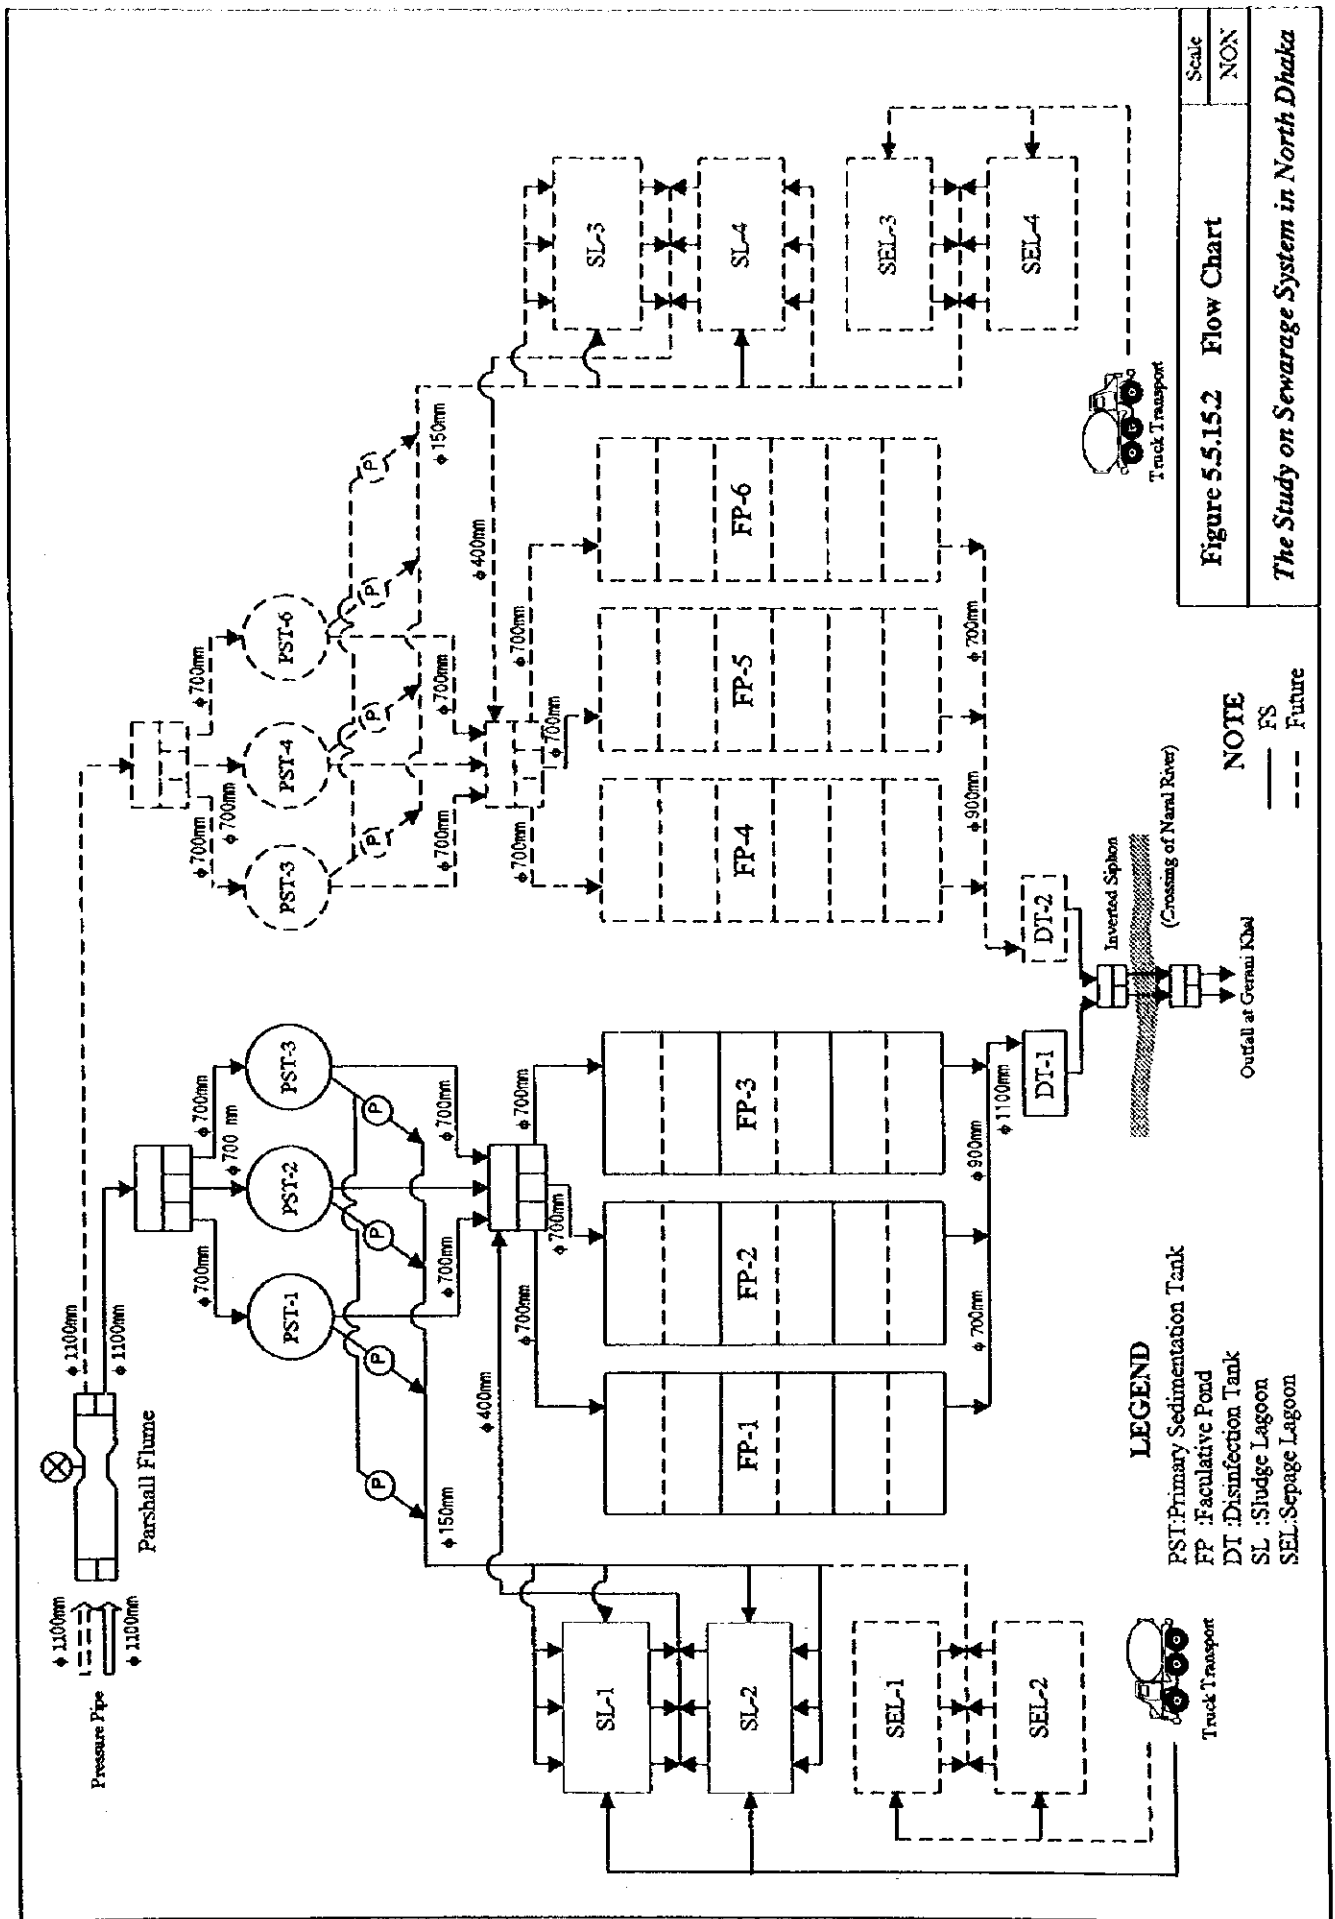 Pressure Pipe
φ 1100mm
φ 1100mm
Parshall Flume
φ 1100mm
φ 1100mm
φ 700mm
φ 700 mm
φ 700mm
PST-1
PST-2
PST-3
P
P
P
P
φ 150mm
φ 700mm
φ 700mm
φ 400mm
φ 700mm
φ 700mm
φ 700mm
FP-1
FP-2
FP-3
φ 700mm
φ 900mm
φ 1100mm
DT-1
SL-1
SL-2
SEL-1
SEL-2
Truck Transport
φ 700mm
φ 700mm
φ 700mm
PST-3
PST-4
PST-6
P
P
P
P
φ 150mm
φ 700mm
φ 700mm
φ 400mm
φ 700mm
φ 700mm
φ 700mm
FP-4
FP-5
FP-6
φ 900mm
φ 700mm
DT-2
SL-3
SL-4
SEL-3
SEL-4
Truck Transport
Inverted Siphon
(Crossing of Narai River)
Outfall at Gerani Khal
LEGEND
PST:Primary Sedimentation Tank
FP :Faculative Pond
DT :Disinfection Tank
SL :Sludge Lagoon
SEL:Sepage Lagoon
NOTE
FS
Future
Figure 5.5.15.2 Flow Chart
Scale
NON
The Study on Sewarage System in North Dhaka